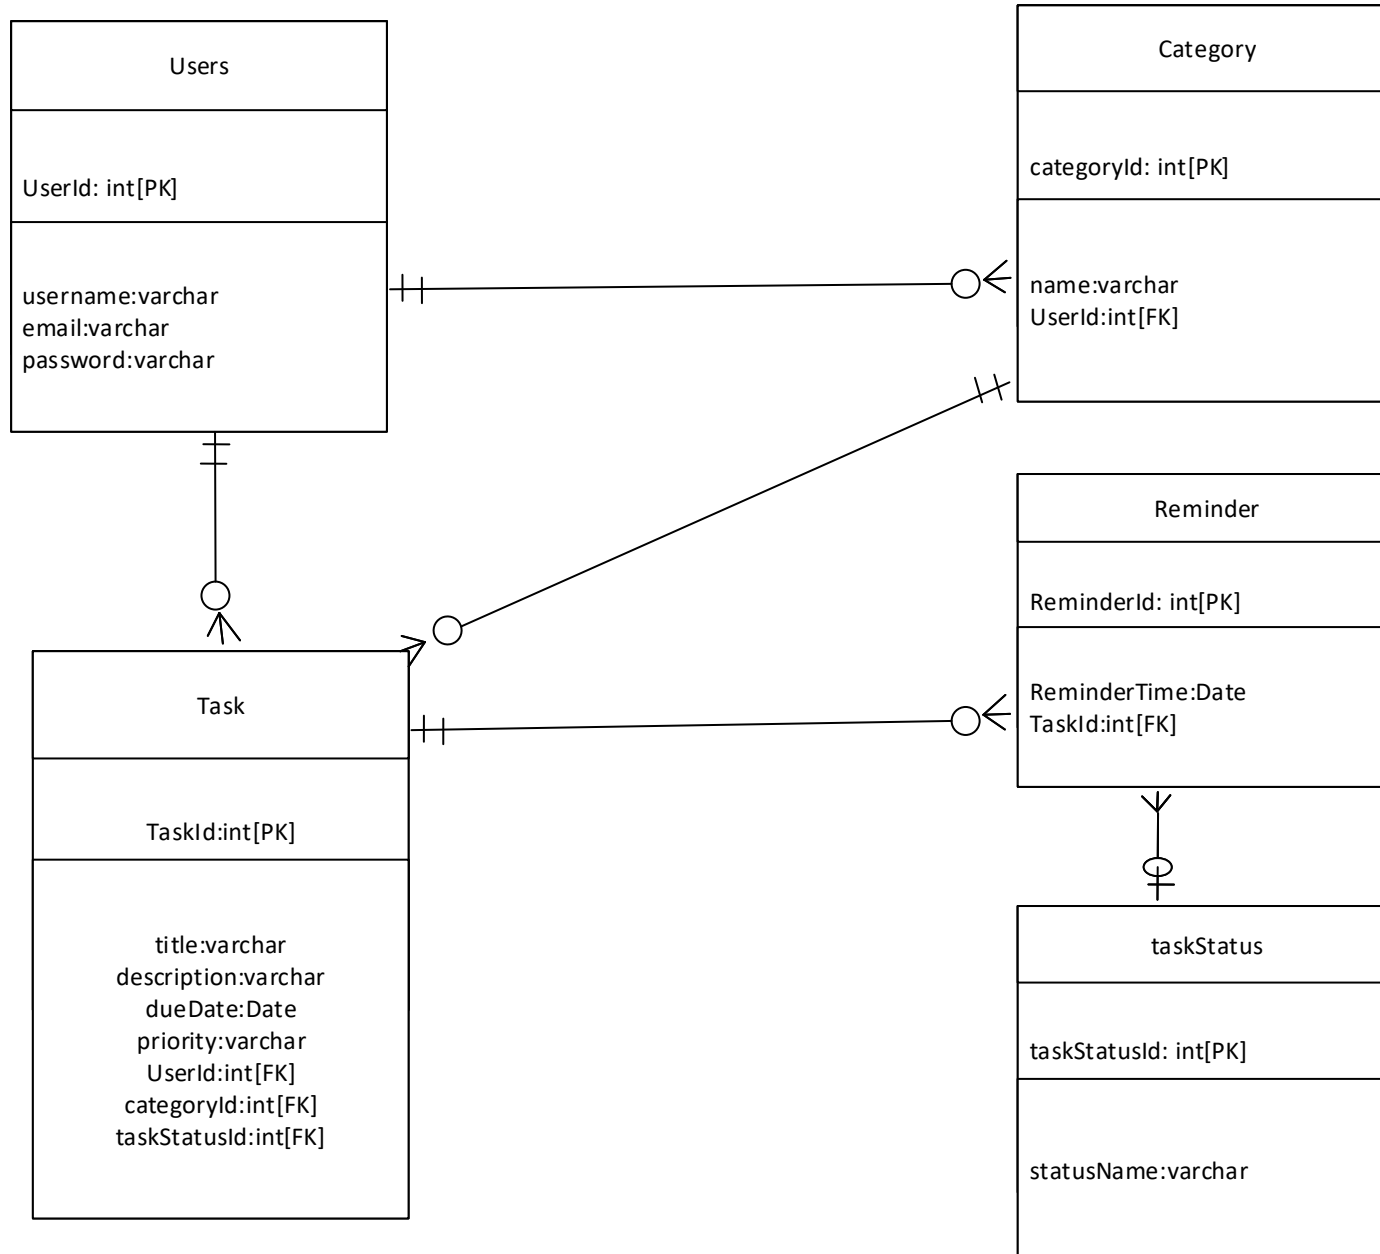 Users
UserId: int[PK]
username:varchar
email:varchar
password:varchar
Category
categoryId: int[PK]
name:varchar
UserId:int[FK]
Reminder
ReminderId: int[PK]
ReminderTime:Date
TaskId:int[FK]
Task
TaskId:int[PK]
title:varchar
description:varchar
dueDate:Date
priority:varchar
UserId:int[FK]
categoryId:int[FK]
taskStatusId:int[FK]
taskStatus
taskStatusId: int[PK]
statusName:varchar